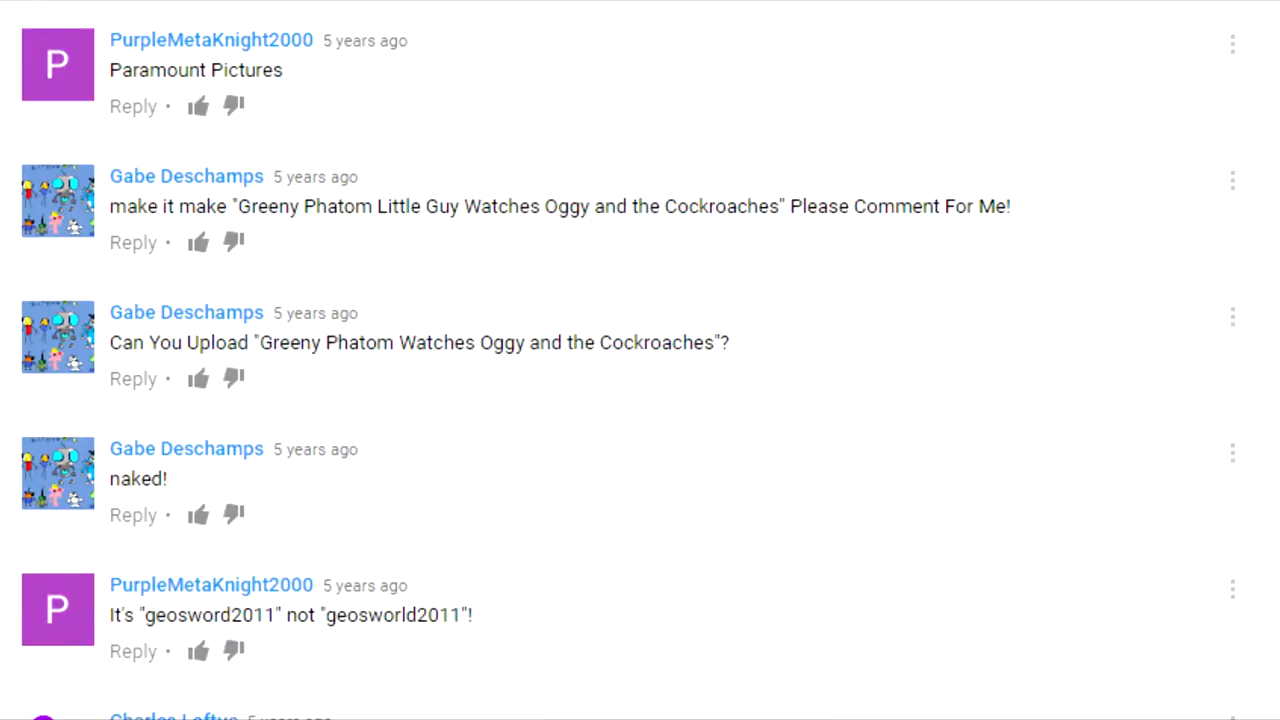 P
PurpleMetaKnight2000 5 years ago
Paramount Pictures
Reply •
Gabe Deschamps 5 years ago
make it make "Greeny Phatom Little Guy Watches Oggy and the Cockroaches" Please Comment For Me!
Reply •
Gabe Deschamps 5 years ago
Can You Upload "Greeny Phatom Watches Oggy and the Cockroaches"?
Reply •
Gabe Deschamps 5 years ago
naked!
Reply •
P
PurpleMetaKnight2000 5 years ago
It's "geosword2011" not "geosworld2011"!
Reply •
Charles Loftus 5 years ago